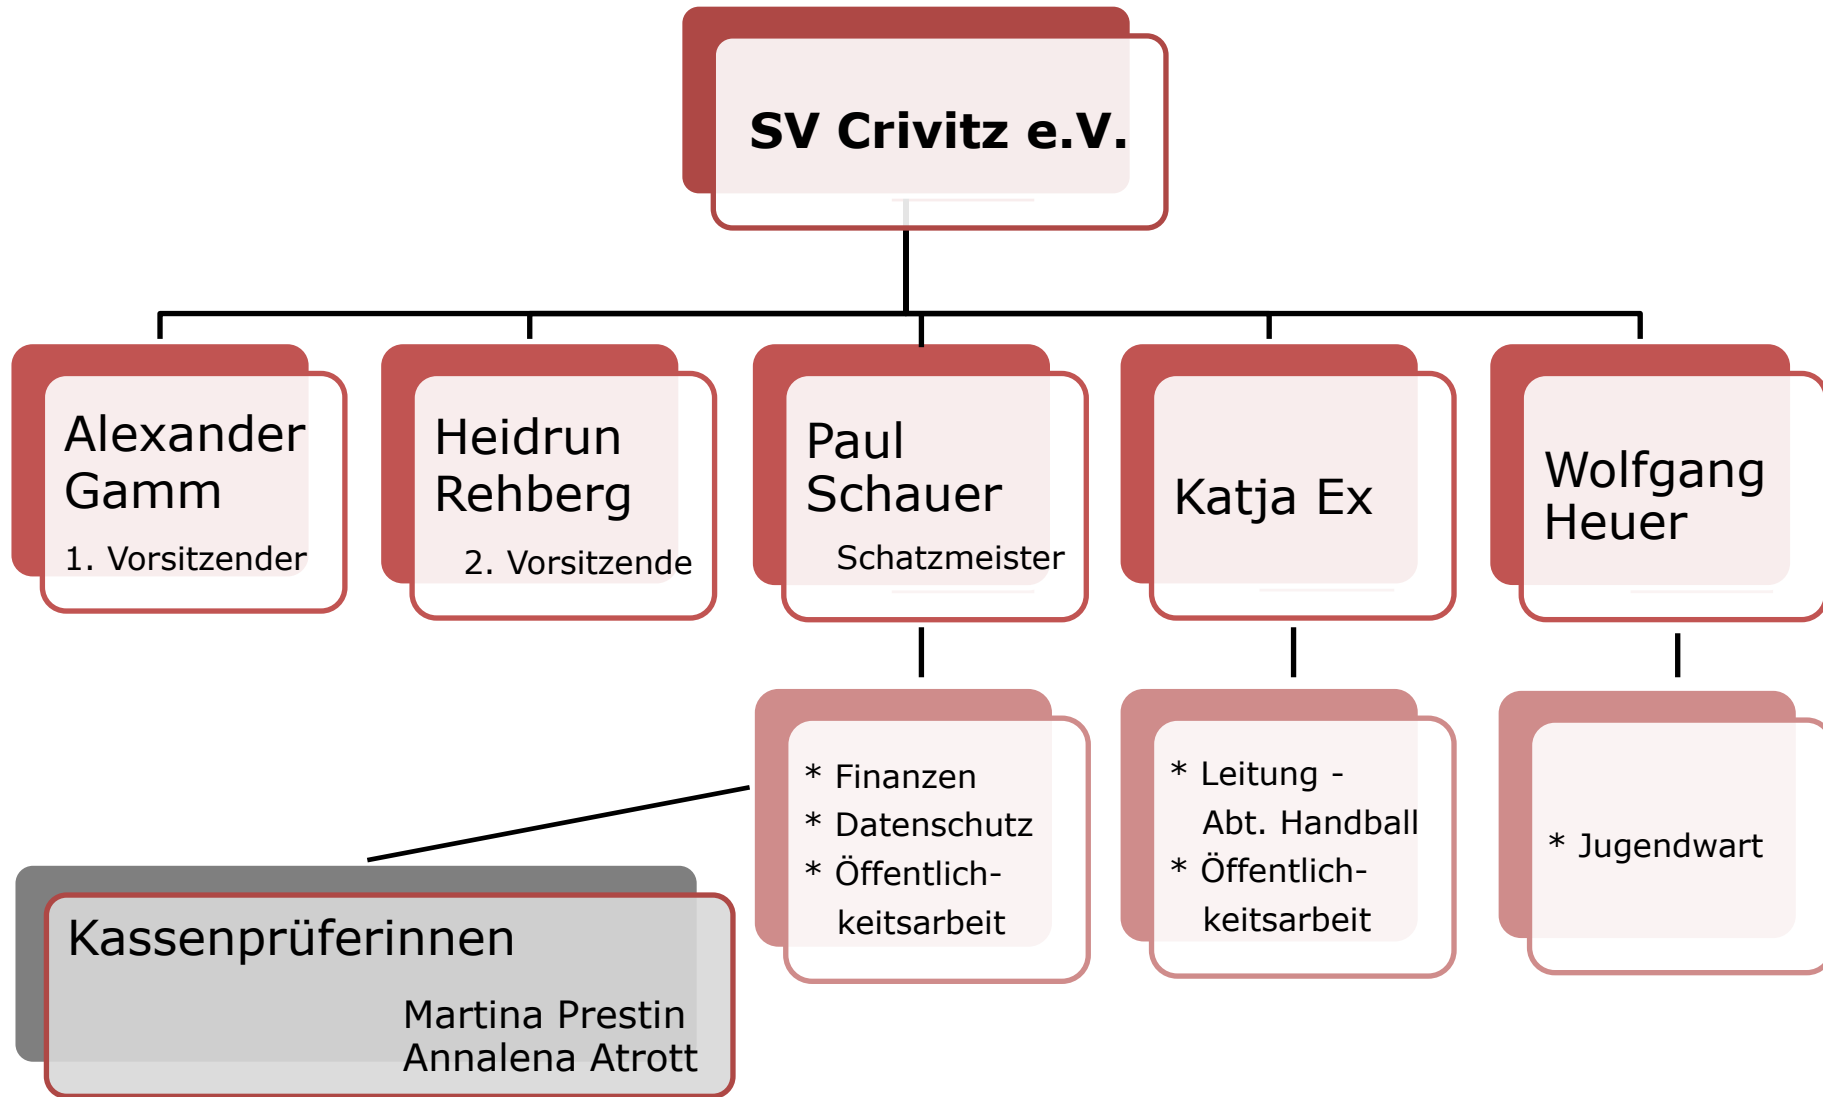 SV Crivitz e.V.
Alexander
Gamm
1. Vorsitzender
Heidrun
Rehberg
2. Vorsitzende
Paul
Schauer
Schatzmeister
Katja Ex
Wolfgang
Heuer
* Finanzen
* Datenschutz
* Öffentlich-
keitsarbeit
* Leitung -
Abt. Handball
* Öffentlich-
keitsarbeit
* Jugendwart
Kassenprüferinnen
Martina Prestin
Annalena Atrott